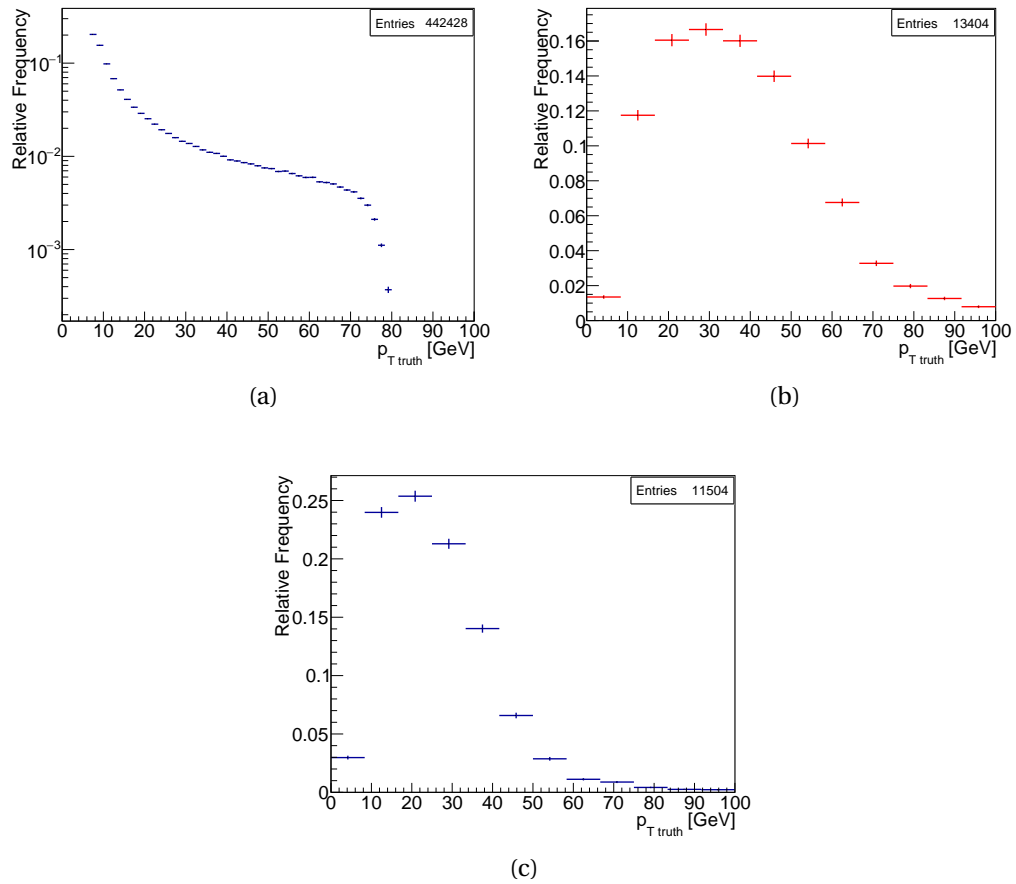 Entries 442428
Relative Frequency
10⁻¹
10⁻²
10⁻³
0 10 20 30 40 50 60 70 80 90 100
p_T truth [GeV]
(a)
Entries 13404
Relative Frequency
0.16
0.14
0.12
0.1
0.08
0.06
0.04
0.02
0
0 10 20 30 40 50 60 70 80 90 100
p_T truth [GeV]
(b)
Entries 11504
Relative Frequency
0.25
0.2
0.15
0.1
0.05
0
0 10 20 30 40 50 60 70 80 90 100
p_T truth [GeV]
(c)